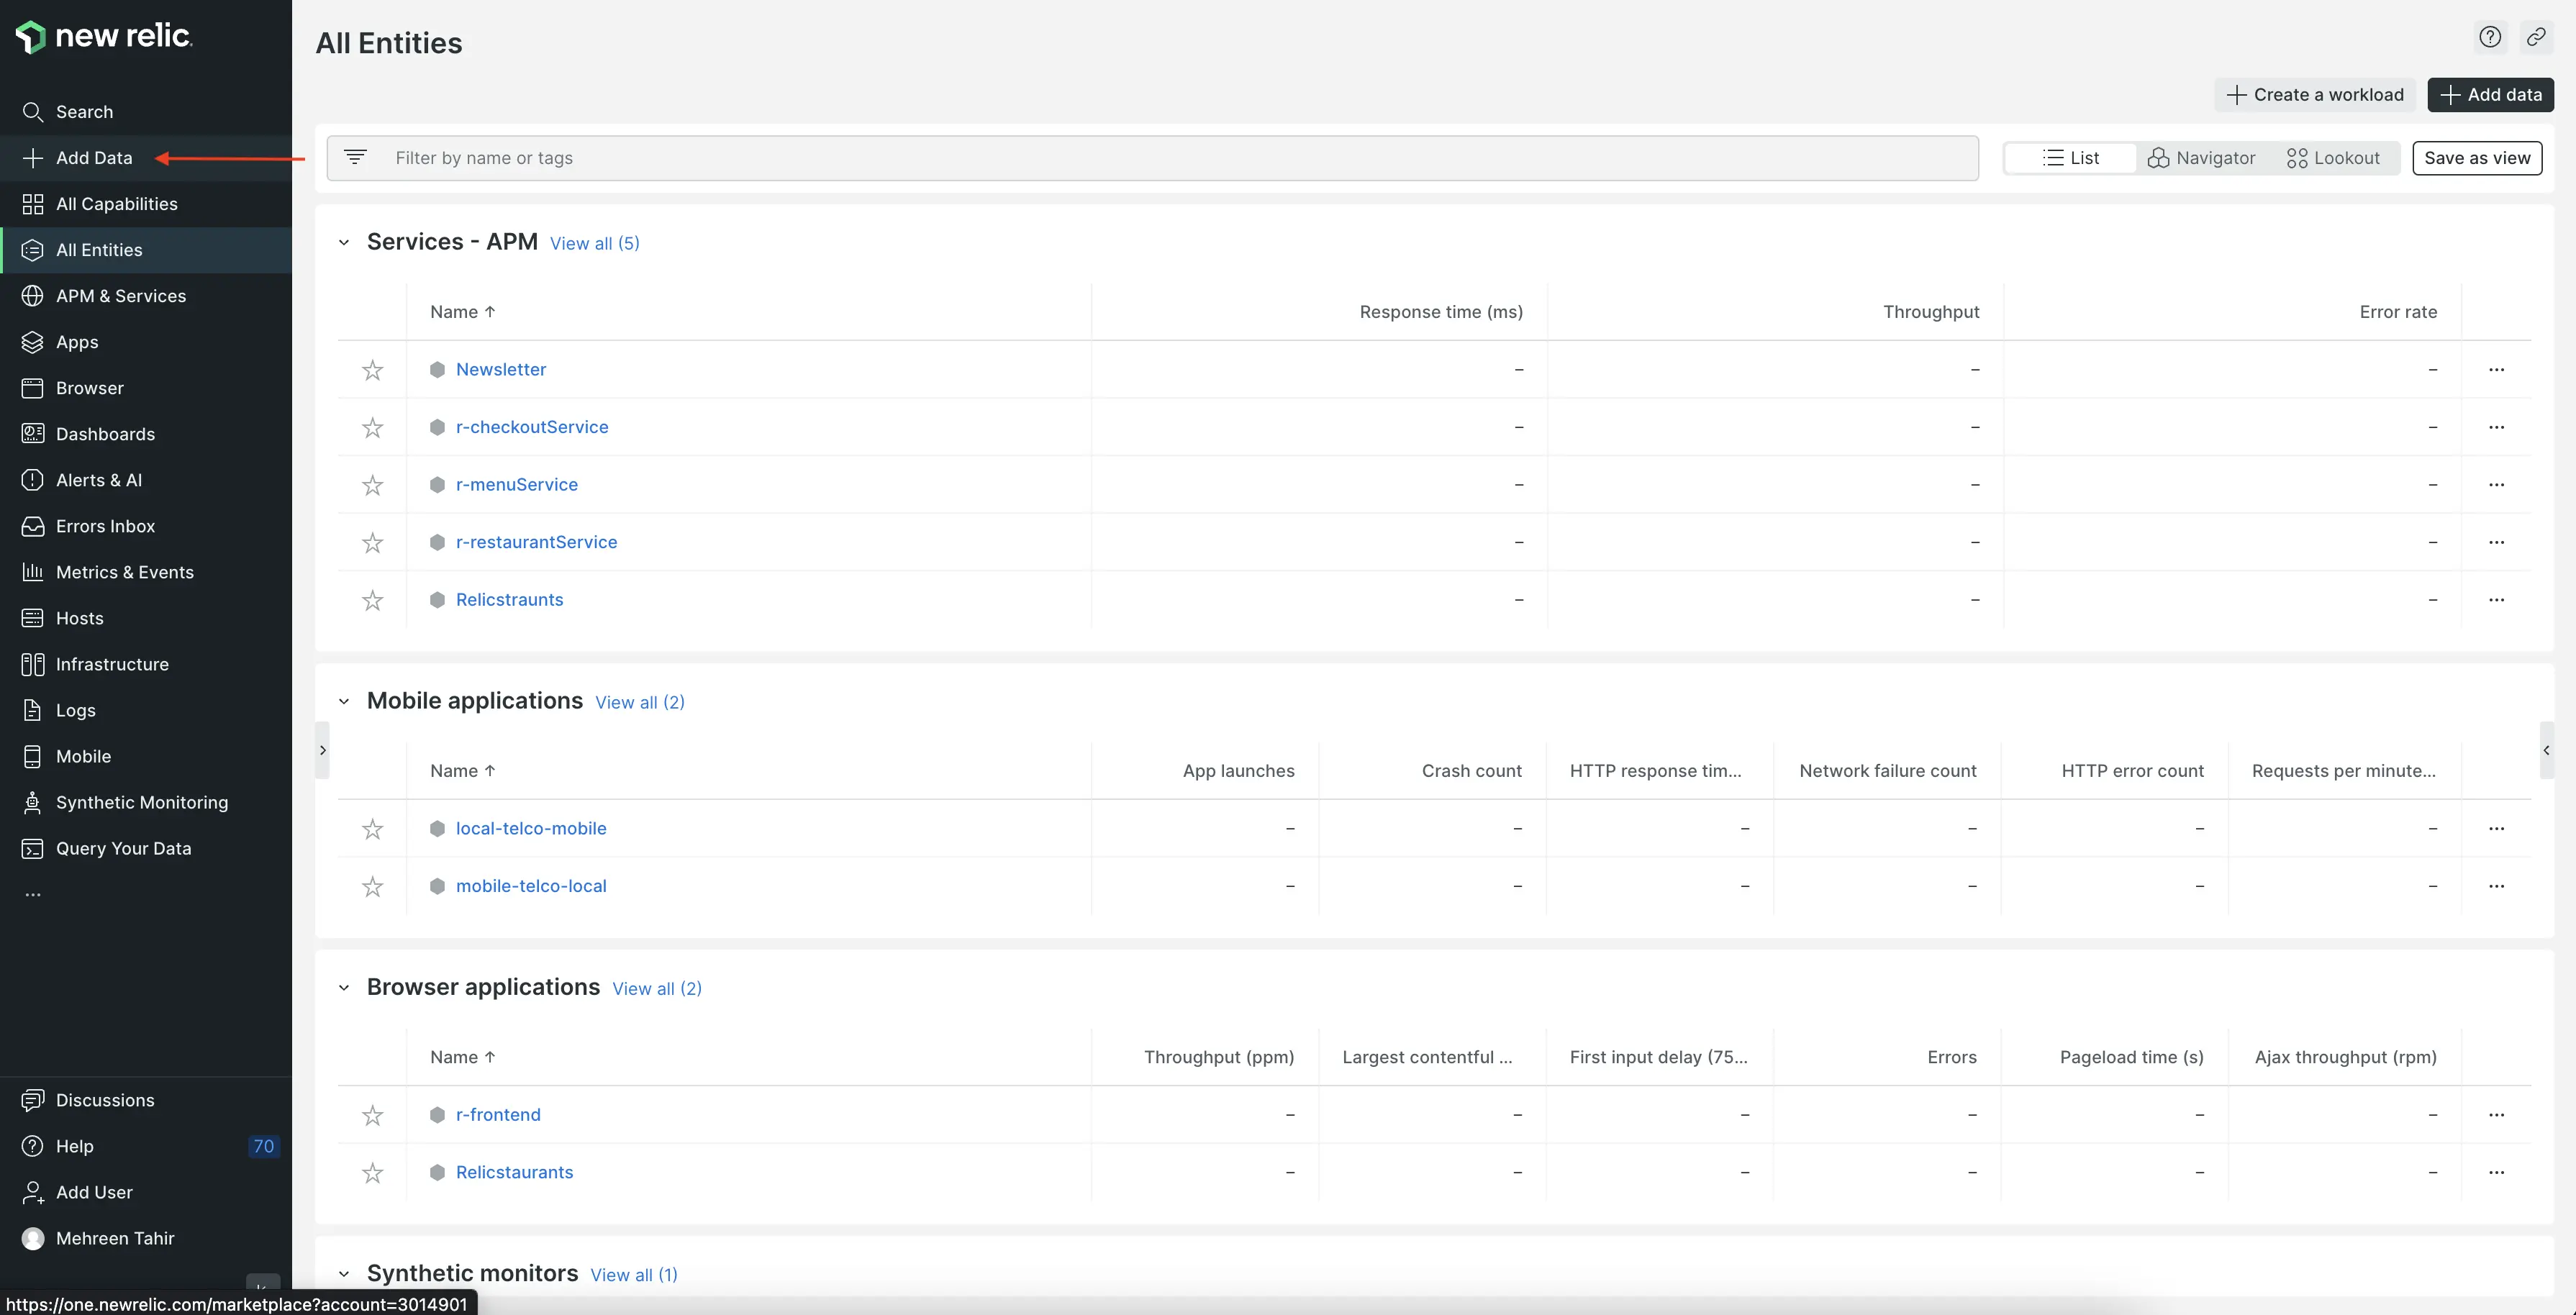 new relic.
Search
Add Data
All Capabilities
All Entities
APM & Services
Apps
Browser
Dashboards
Alerts & AI
Errors Inbox
Metrics & Events
Hosts
Infrastructure
Logs
Mobile
Synthetic Monitoring
Query Your Data
...
Discussions
Help 70
Add User
Mehreen Tahir
https://one.newrelic.com/marketplace?account=3014901
All Entities
Create a workload Add data
Filter by name or tags List Navigator Lookout Save as view
Services - APM View all (5)
Name ↑ Response time (ms) Throughput Error rate
Newsletter – – – ...
r-checkoutService – – – ...
r-menuService – – – ...
r-restaurantService – – – ...
Relicstraunts – – – ...
Mobile applications View all (2)
Name ↑ App launches Crash count HTTP response tim... Network failure count HTTP error count Requests per minute...
local-telco-mobile – – – – – – ...
mobile-telco-local – – – – – – ...
Browser applications View all (2)
Name ↑ Throughput (ppm) Largest contentful ... First input delay (75... Errors Pageload time (s) Ajax throughput (rpm)
r-frontend – – – – – – ...
Relicstaurants – – – – – – ...
Synthetic monitors View all (1)